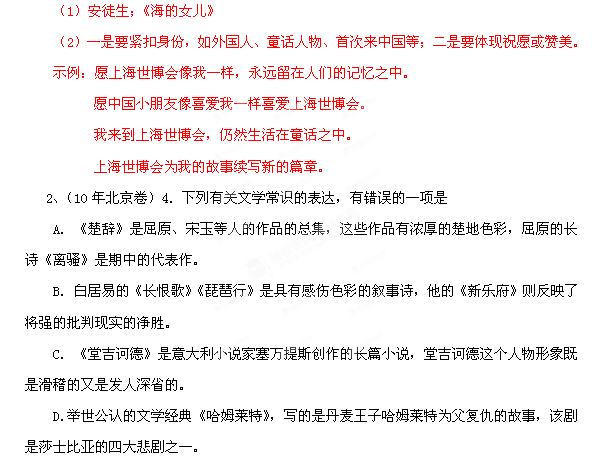 （1）安徒生；《海的女儿》
（2）一是要紧扣身份，如外国人、童话人物、首次来中国等；二是要体现祝愿或赞美。
示例：愿上海世博会像我一样，永远留在人们的记忆之中。
愿中国小朋友像喜爱我一样喜爱上海世博会。
我来到上海世博会，仍然生活在童话之中。
上海世博会为我的故事续写新的篇章。
2、（10 年北京卷）4．下列有关文学常识的表达，有错误的一项是
A. 《楚辞》是屈原、宋玉等人的作品的总集，这些作品有浓厚的楚地色彩，屈原的长
诗《离骚》是期中的代表作。
B. 白居易的《长恨歌》《琵琶行》是具有感伤色彩的叙事诗，他的《新乐府》则反映了
将强的批判现实的净胜。
C. 《堂吉诃德》是意大利小说家塞万提斯创作的长篇小说，堂吉诃德这个人物形象既
是滑稽的又是发人深省的。
D.举世公认的文学经典《哈姆莱特》，写的是丹麦王子哈姆莱特为父复仇的故事，该剧
是莎士比亚的四大悲剧之一。